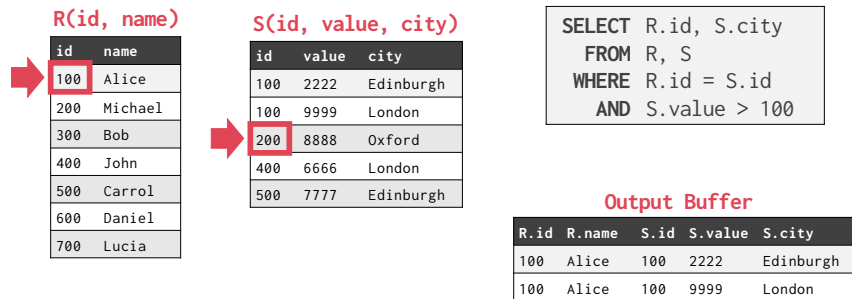 R(id, name)
id name
100 Alice
200 Michael
300 Bob
400 John
500 Carrol
600 Daniel
700 Lucia
S(id, value, city)
id value city
100 2222 Edinburgh
100 9999 London
200 8888 Oxford
400 6666 London
500 7777 Edinburgh
SELECT R.id, S.city
FROM R, S
WHERE R.id = S.id
AND S.value > 100
Output Buffer
R.id R.name S.id S.value S.city
100 Alice 100 2222 Edinburgh
100 Alice 100 9999 London